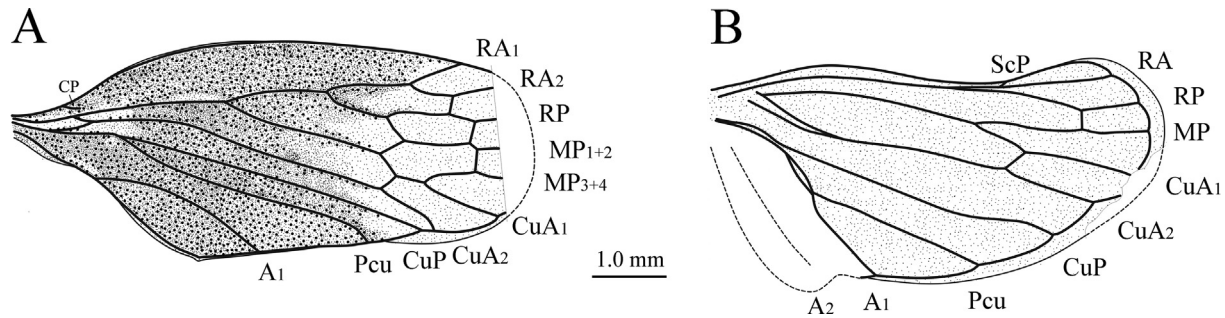 A
CP
RA1
RA2
RP
MP1+2
MP3+4
CuA1
CuA2
CuP
Pcu
A1
1.0 mm
B
ScP
RA
RP
MP
CuA1
CuA2
CuP
Pcu
A1
A2